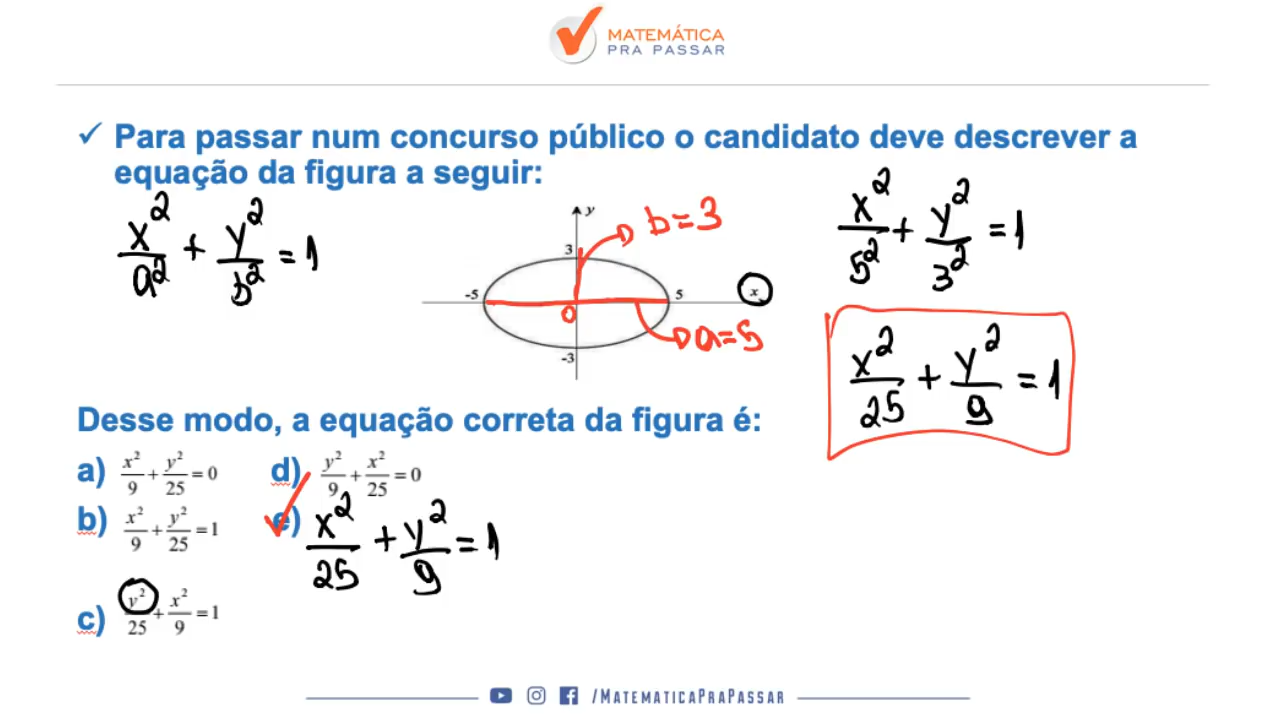 MATEMÁTICA
PRA PASSAR
✓ Para passar num concurso público o candidato deve descrever a
equação da figura a seguir:
x²/a² + y²/b² = 1
y
3
b=3
-5
0
5
x
-3
a=5
x²/5² + y²/3² = 1
x²/25 + y²/9 = 1
Desse modo, a equação correta da figura é:
a) x²/9 + y²/25 = 0
b) x²/9 + y²/25 = 1
c) y²/25 + x²/9 = 1
d) y²/9 + x²/25 = 0
e) x²/25 + y²/9 = 1
/MATEMATICAPRAPASSAR